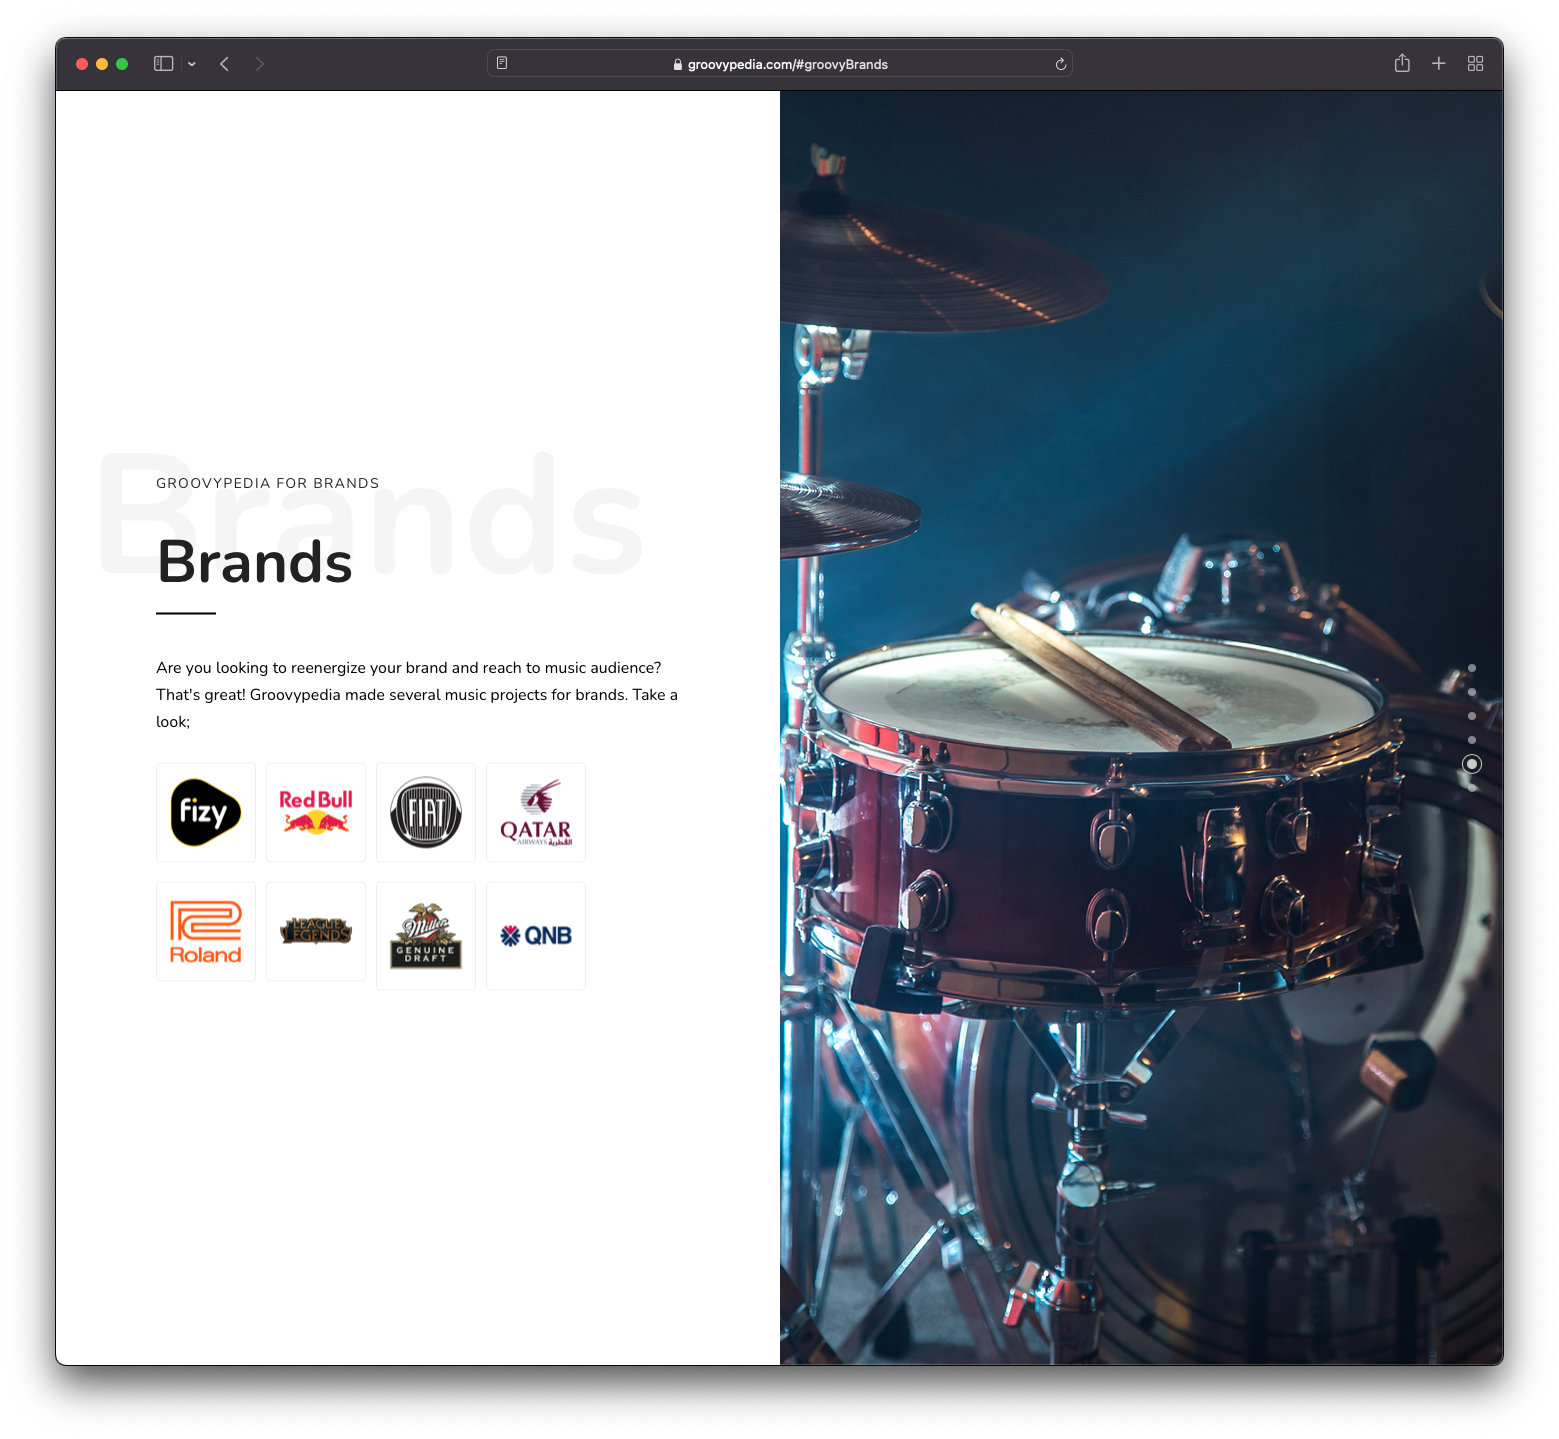 groovypedia.com/#groovyBrands
Brands
GROOVYPEDIA FOR BRANDS
Brands
Are you looking to reenergize your brand and reach to music audience?
That's great! Groovypedia made several music projects for brands. Take a
look;
fizy
Red Bull
FIAT
QATAR
AIRWAYS القطرية
Roland
LEAGUE
LEGENDS
Miller
GENUINE
DRAFT
QNB